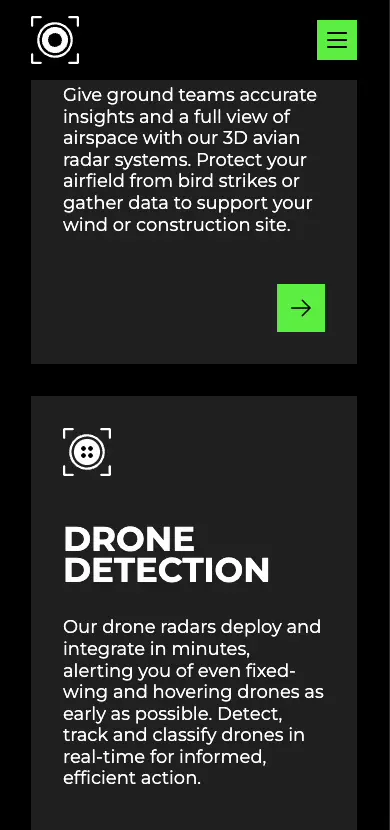 Give ground teams accurate
insights and a full view of
airspace with our 3D avian
radar systems. Protect your
airfield from bird strikes or
gather data to support your
wind or construction site.
DRONE
DETECTION
Our drone radars deploy and
integrate in minutes,
alerting you of even fixed-
wing and hovering drones as
early as possible. Detect,
track and classify drones in
real-time for informed,
efficient action.